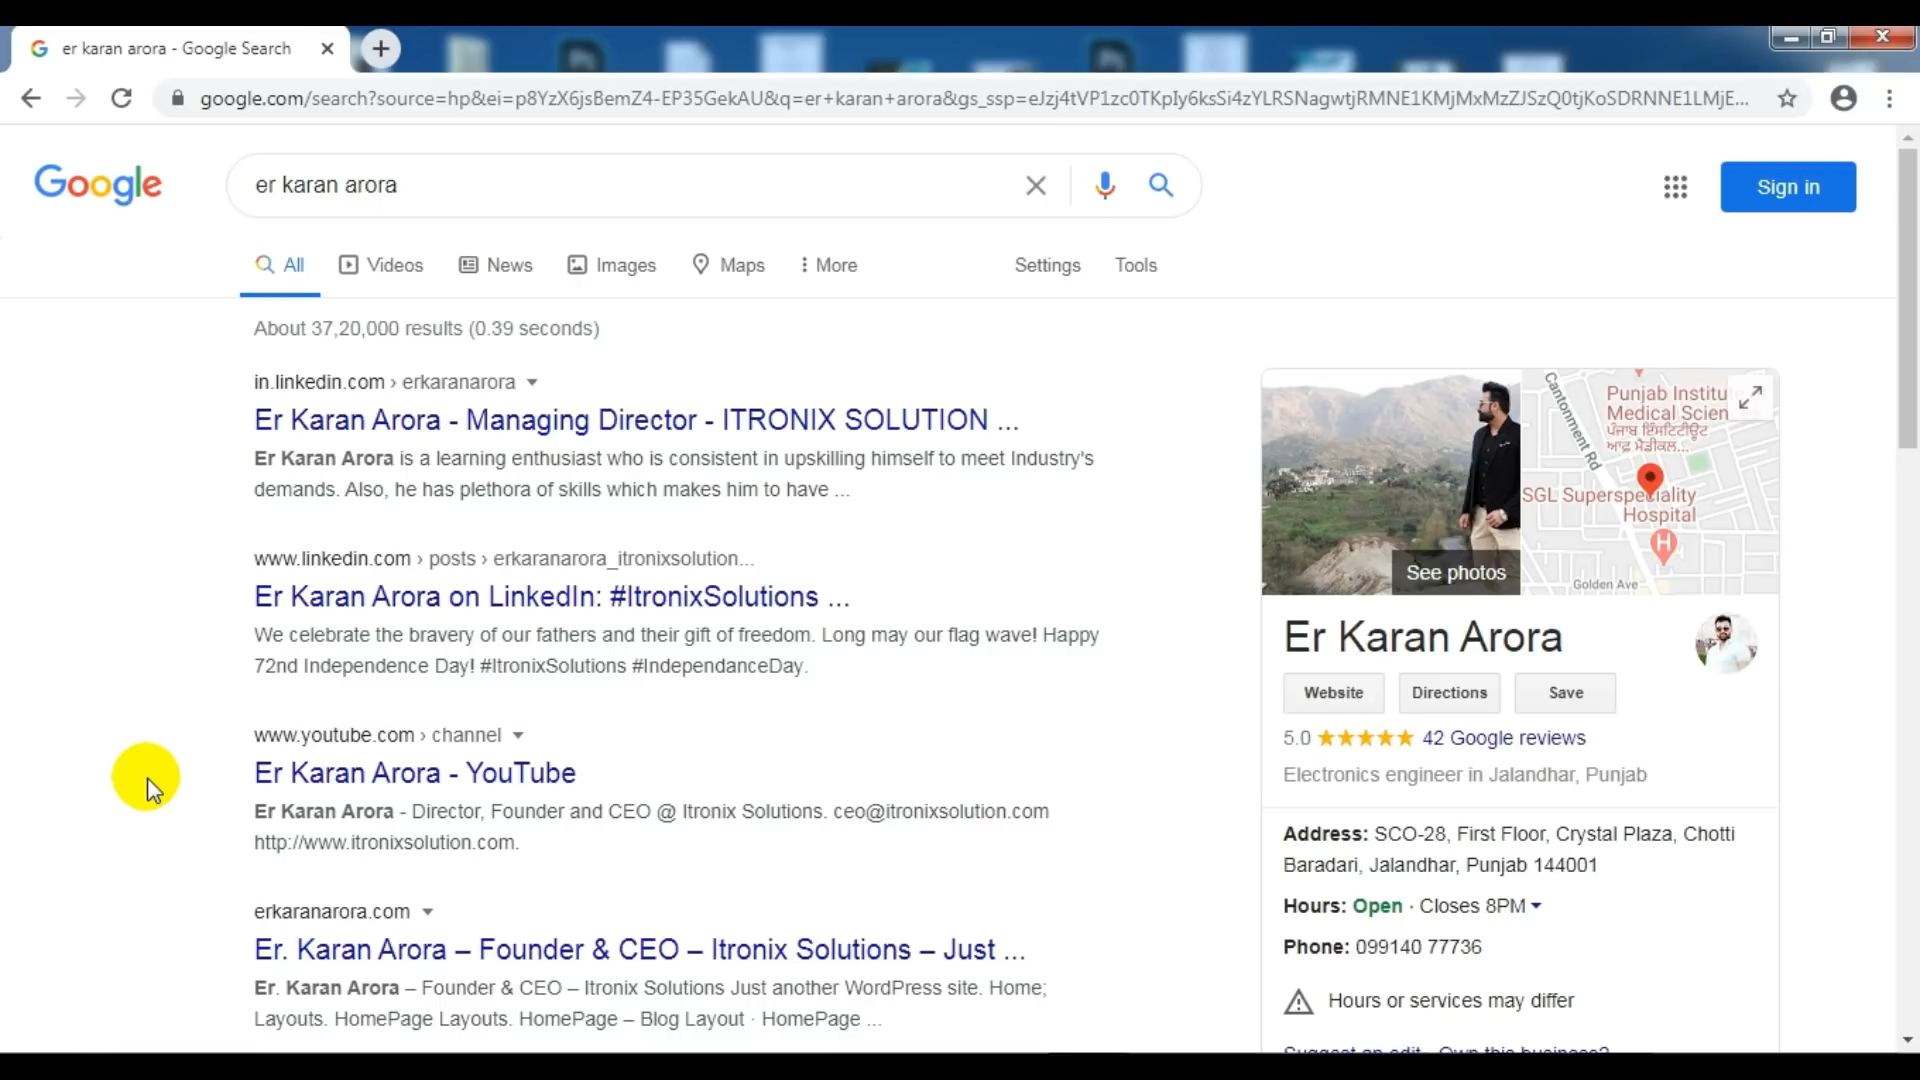 er karan arora - Google Search
google.com/search?source=hp&ei=p8YzX6jsBemZ4-EP35GekAU&q=er+karan+arora&gs_ssp=eJzj4tVP1zc0TKpIy6ksSi4zYLRSNagwtjRMNE1KMjMxMzZJSzQ0tjKoSDRNNE1LMjE...
Google
er karan arora
Sign in
All
Videos
News
Images
Maps
More
Settings
Tools
About 37,20,000 results (0.39 seconds)
in.linkedin.com › erkaranarora
Er Karan Arora - Managing Director - ITRONIX SOLUTION ...
Er Karan Arora is a learning enthusiast who is consistent in upskilling himself to meet Industry's
demands. Also, he has plethora of skills which makes him to have ...
www.linkedin.com › posts › erkaranarora_itronixsolution...
Er Karan Arora on LinkedIn: #ItronixSolutions ...
We celebrate the bravery of our fathers and their gift of freedom. Long may our flag wave! Happy
72nd Independence Day! #ItronixSolutions #IndependanceDay.
www.youtube.com › channel
Er Karan Arora - YouTube
Er Karan Arora - Director, Founder and CEO @ Itronix Solutions. ceo@itronixsolution.com
http://www.itronixsolution.com.
erkaranarora.com
Er. Karan Arora – Founder & CEO – Itronix Solutions – Just ...
Er. Karan Arora – Founder & CEO – Itronix Solutions Just another WordPress site. Home;
Layouts. HomePage Layouts. HomePage – Blog Layout · HomePage ...
See photos
Cantonment Rd
Punjab Institu
Medical Scien
ਪੰਜਾਬ ਇੰਸਟਿਟੀਊਟ
ਆਫ਼ ਮੈਡੀਕਲ...
SGL Superspeciality
Hospital
H
Golden Ave
Er Karan Arora
Website
Directions
Save
5.0
42 Google reviews
Electronics engineer in Jalandhar, Punjab
Address: SCO-28, First Floor, Crystal Plaza, Chotti
Baradari, Jalandhar, Punjab 144001
Hours: Open · Closes 8PM
Phone: 099140 77736
Hours or services may differ
Suggest an edit · Own this business?